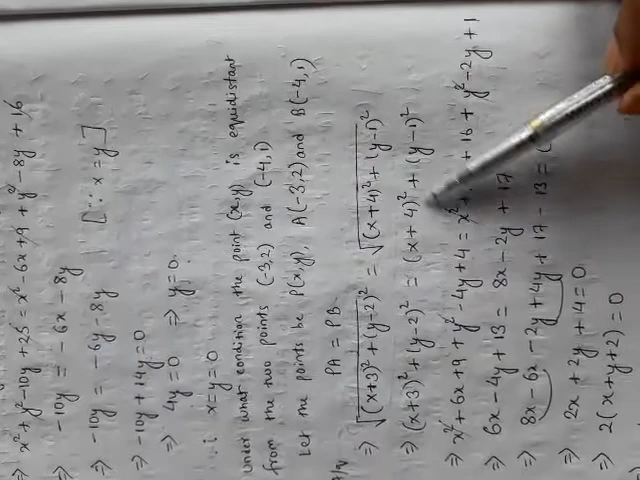 ⇒ x² + y² - 10y + 25 = x² - 6x + 9 + y² - 8y + 16
⇒ -10y = -6x - 8y
⇒ -10y = -6y - 8y [∵ x = y]
⇒ -10y + 14y = 0
⇒ 4y = 0 ⇒ y = 0.
∴ x = y = 0
Under what condition the point (x,y) is equidistant
from the two points (-3,2) and (-4,1)
Let the points be P(x,y), A(-3,2) and B(-4,1)
PA = PB
⇒ √(x+3)² + (y-2)² = √(x+4)² + (y-1)²
⇒ (x+3)² + (y-2)² = (x+4)² + (y-1)²
⇒ x² + 6x + 9 + y² - 4y + 4 = x² + 16 + y² - 2y + 1
⇒ 6x - 4y + 13 = 8x - 2y + 17
⇒ 8x - 6x - 2y + 4y + 17 - 13 =
⇒ 2x + 2y + 4 = 0
⇒ 2(x + y + 2) = 0